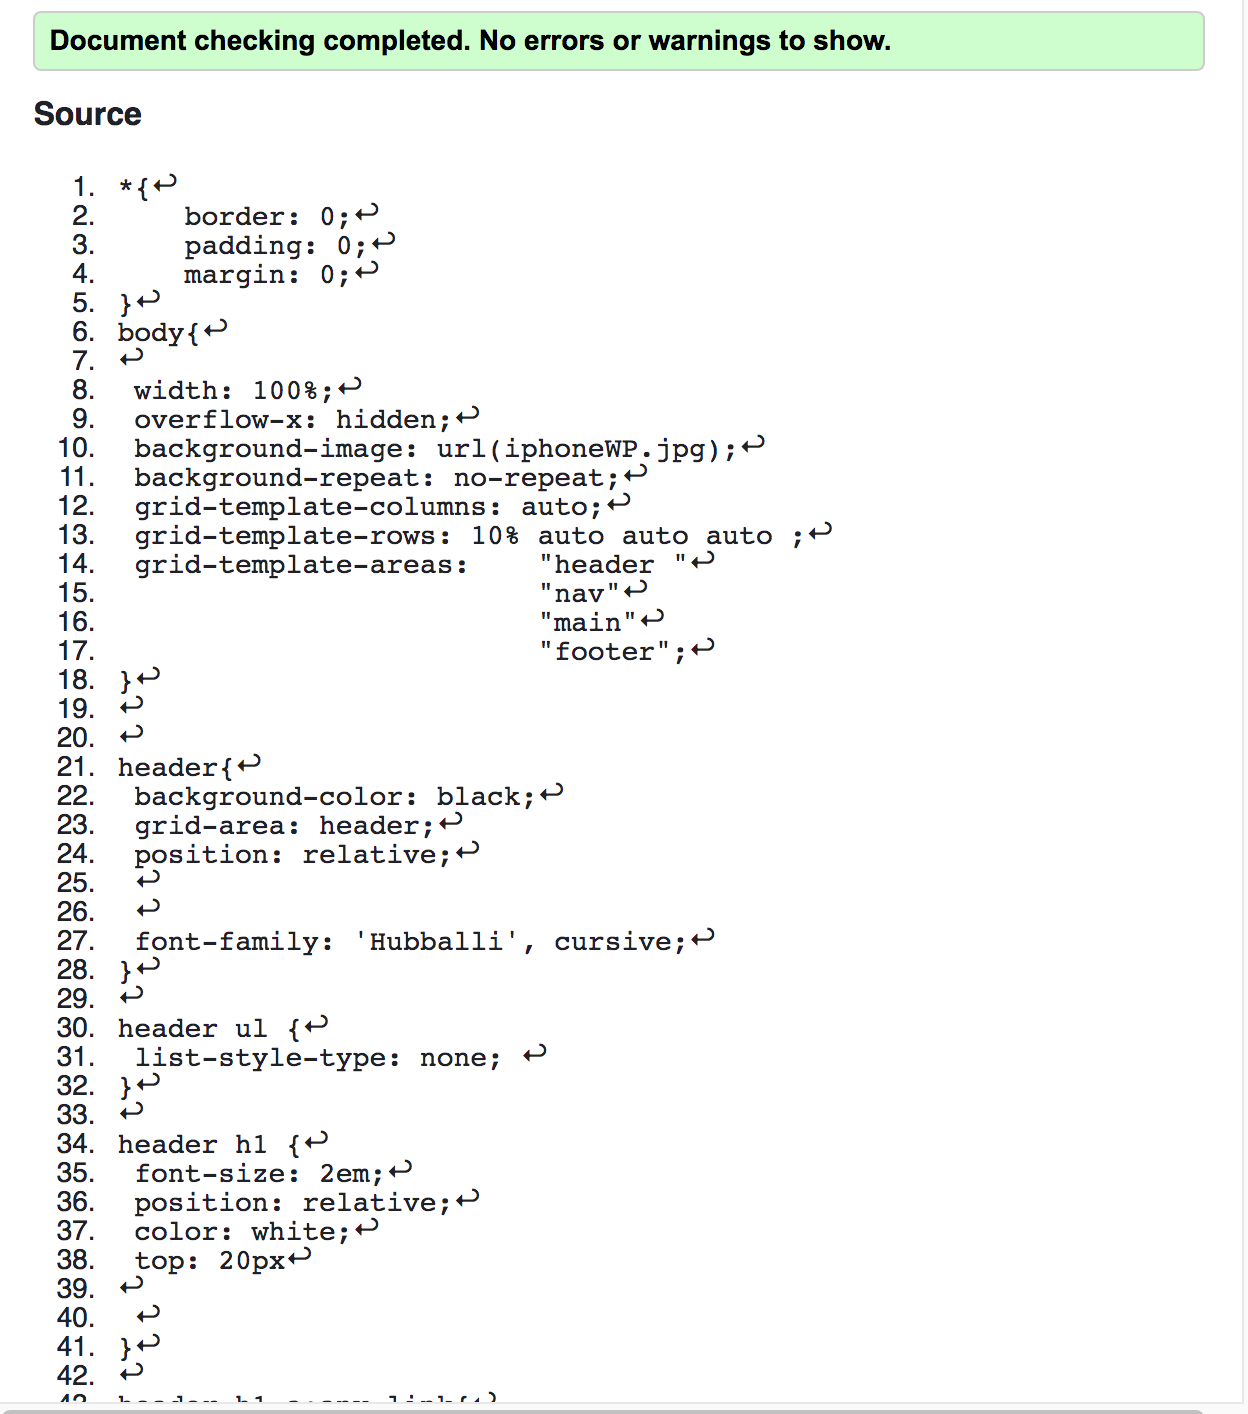 Document checking completed. No errors or warnings to show.
Source
1. *{↩
2.     border: 0;↩
3.     padding: 0;↩
4.     margin: 0;↩
5. }↩
6. body{↩
7. ↩
8.  width: 100%;↩
9.  overflow-x: hidden;↩
10.  background-image: url(iphoneWP.jpg);↩
11.  background-repeat: no-repeat;↩
12.  grid-template-columns: auto;↩
13.  grid-template-rows: 10% auto auto auto ;↩
14.  grid-template-areas:    "header "↩
15.                          "nav"↩
16.                          "main"↩
17.                          "footer";↩
18. }↩
19. ↩
20. ↩
21. header{↩
22.  background-color: black;↩
23.  grid-area: header;↩
24.  position: relative;↩
25.  ↩
26.  ↩
27.  font-family: 'Hubballi', cursive;↩
28. }↩
29. ↩
30. header ul {↩
31.  list-style-type: none; ↩
32. }↩
33. ↩
34. header h1 {↩
35.  font-size: 2em;↩
36.  position: relative;↩
37.  color: white;↩
38.  top: 20px↩
39. ↩
40.  ↩
41. }↩
42. ↩